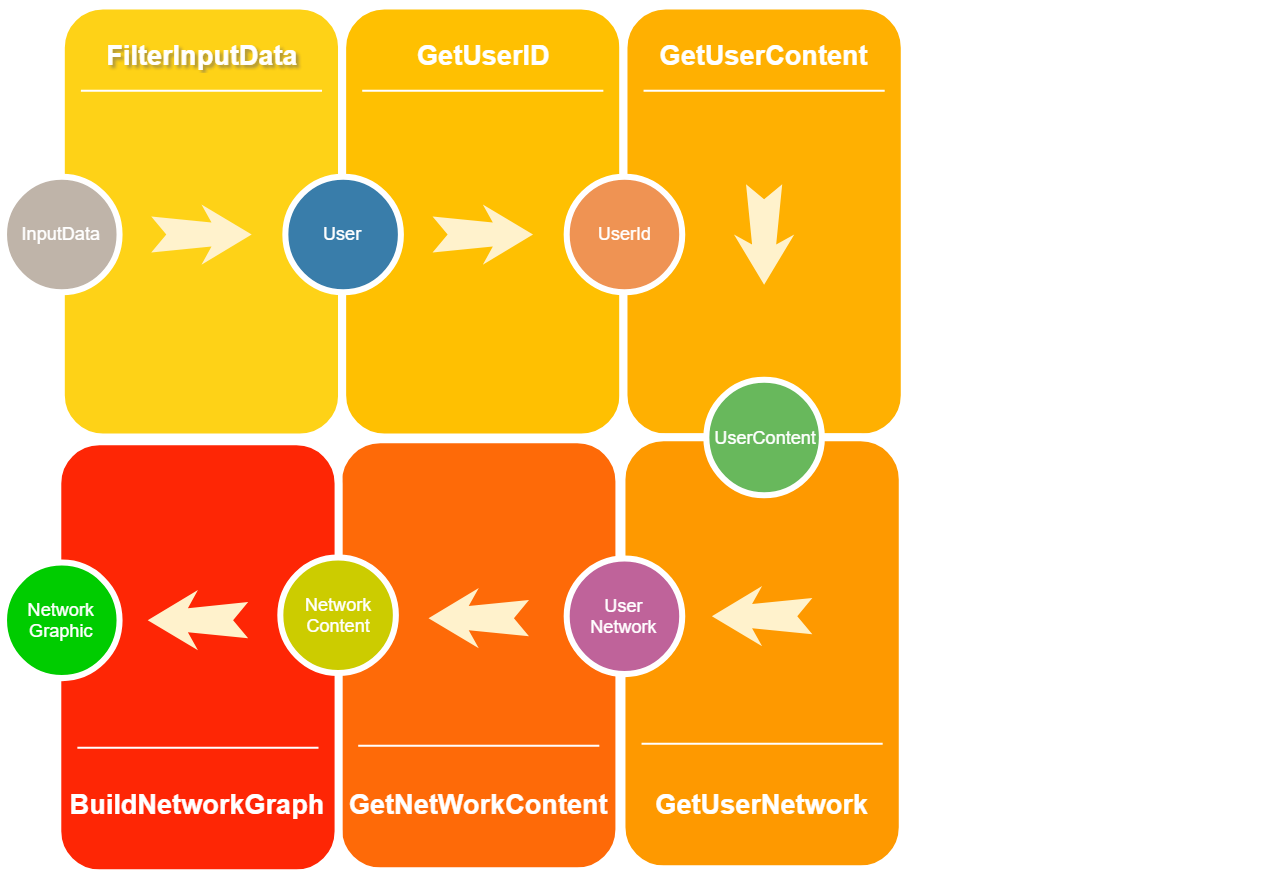 FilterInputData
GetUserID
GetUserContent
InputData
User
UserId
UserContent
Network
Graphic
Network
Content
User
Network
BuildNetworkGraph
GetNetWorkContent
GetUserNetwork